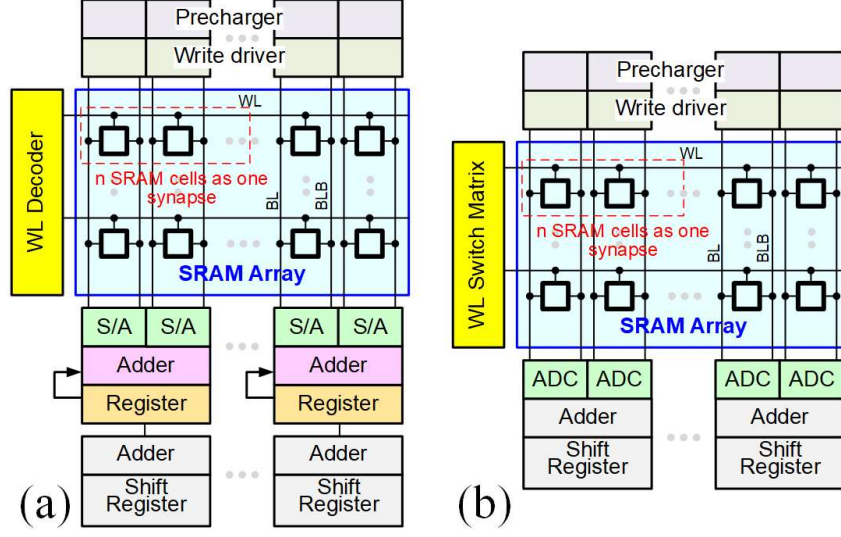 Precharger
Write driver
WL
WL Decoder
n SRAM cells as one
synapse
BL
BLB
SRAM Array
S/A S/A S/A S/A
Adder Adder
Register Register
Adder Adder
Shift Register Shift Register
(a)
Precharger
Write driver
WL
WL Switch Matrix
n SRAM cells as one
synapse
BL
BLB
SRAM Array
ADC ADC ADC ADC
Adder Adder
Shift Register Shift Register
(b)